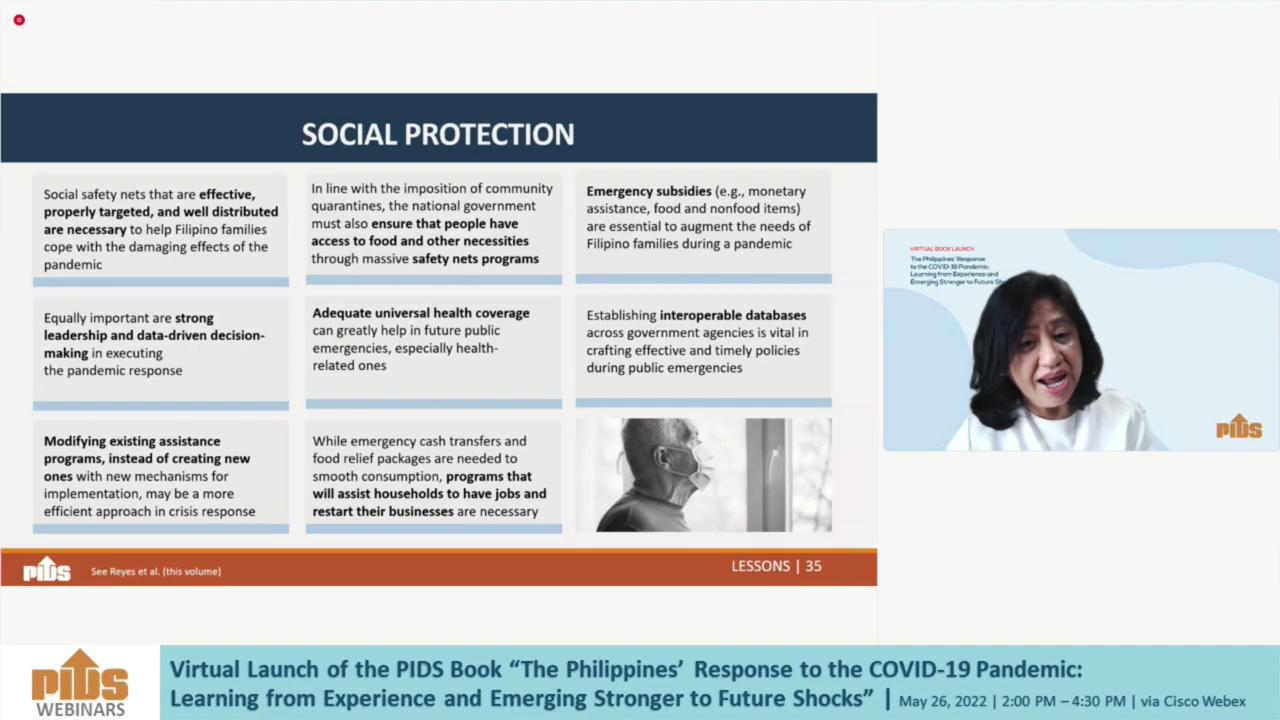 SOCIAL PROTECTION
Social safety nets that are effective,
properly targeted, and well distributed
are necessary to help Filipino families
cope with the damaging effects of the
pandemic
In line with the imposition of community
quarantines, the national government
must also ensure that people have
access to food and other necessities
through massive safety nets programs
Emergency subsidies (e.g., monetary
assistance, food and nonfood items)
are essential to augment the needs of
Filipino families during a pandemic
Equally important are strong
leadership and data-driven decision-
making in executing
the pandemic response
Adequate universal health coverage
can greatly help in future public
emergencies, especially health-
related ones
Establishing interoperable databases
across government agencies is vital in
crafting effective and timely policies
during public emergencies
Modifying existing assistance
programs, instead of creating new
ones with new mechanisms for
implementation, may be a more
efficient approach in crisis response
While emergency cash transfers and
food relief packages are needed to
smooth consumption, programs that
will assist households to have jobs and
restart their businesses are necessary
PIDS
See Reyes et al. (this volume)
LESSONS | 35
VIRTUAL BOOK LAUNCH
The Philippines' Response
to the COVID-19 Pandemic:
Learning from Experience and
Emerging Stronger to Future
PIDS
PIDS
WEBINARS
Virtual Launch of the PIDS Book “The Philippines’ Response to the COVID-19 Pandemic:
Learning from Experience and Emerging Stronger to Future Shocks” | May 26, 2022 | 2:00 PM – 4:30 PM | via Cisco Webex